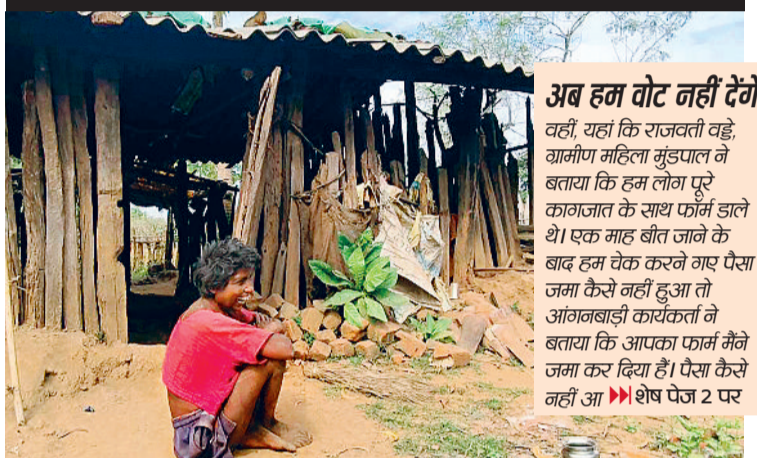 अब हम वोट नहीं देंगे
वहीं, यहां कि राजवती वड्डे,
ग्रामीण महिला मुंडपाल ने
बताया कि हम लोग पूरे
कागजात के साथ फॉर्म डाले
थे। एक माह बीत जाने के
बाद हम चेक करने गए पैसा
जमा कैसे नहीं हुआ तो
आंगनबाड़ी कार्यकर्ता ने
बताया कि आपका फार्म मैंने
जमा कर दिया हैं। पैसा कैसे
नहीं आ शेष पेज 2 पर